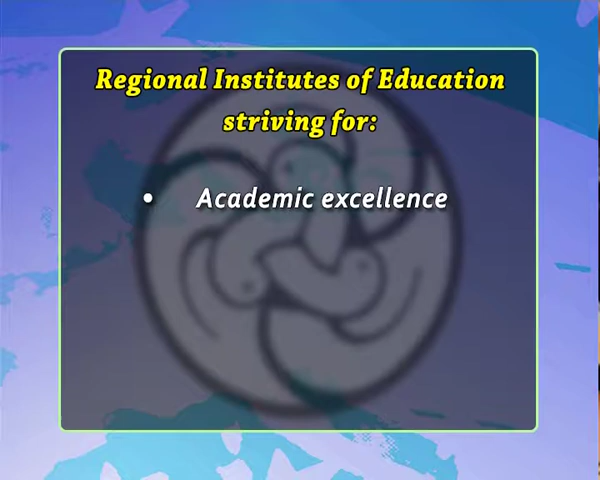 Regional Institutes of Education
striving for:
• Academic excellence